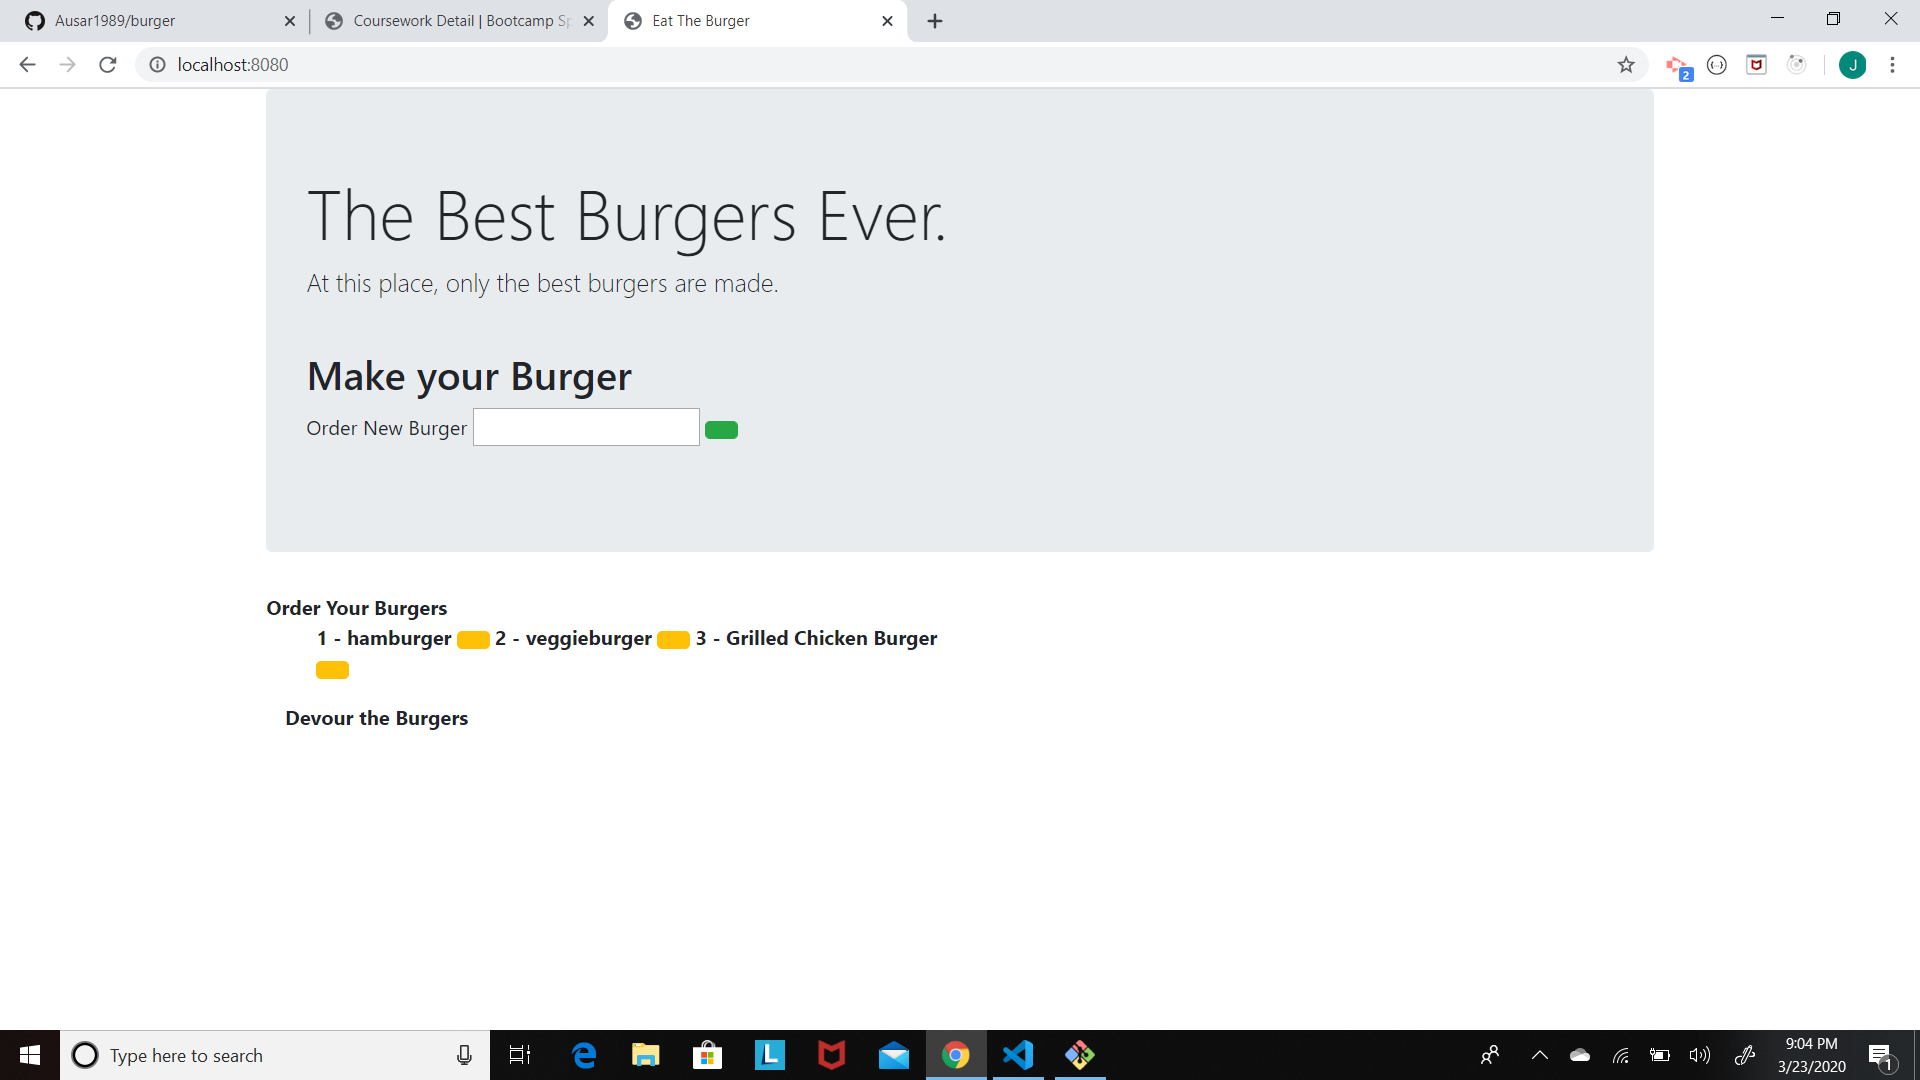 Ausar1989/burger
Coursework Detail | Bootcamp Sp
Eat The Burger
localhost:8080
2
J
The Best Burgers Ever.
At this place, only the best burgers are made.
Make your Burger
Order New Burger
Order Your Burgers
1 - hamburger 2 - veggieburger 3 - Grilled Chicken Burger
Devour the Burgers
Type here to search
L
9:04 PM
3/23/2020
1